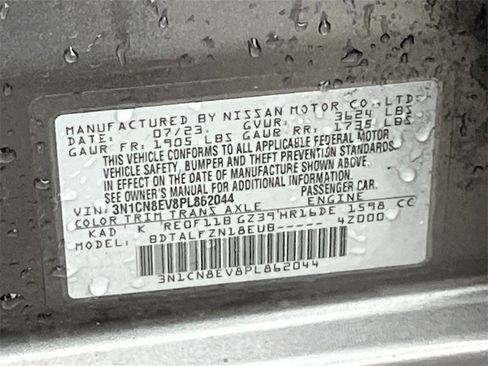 MANUFACTURED BY NISSAN MOTOR CO., LTD.
DATE: 07/23 GVWR: 3624 LBS
GAWR FR: 1905 LBS GAWR RR: 1735 LBS
THIS VEHICLE CONFORMS TO ALL APPLICABLE FEDERAL MOTOR
VEHICLE SAFETY, BUMPER AND THEFT PREVENTION STANDARDS
IN EFFECT ON THE DATE OF MANUFACTURE SHOWN ABOVE.
SEE OWNER'S MANUAL FOR ADDITIONAL INFORMATION.
VIN: 3N1CN8EV8PL862044 PASSENGER CAR.
COLOR TRIM TRANS AXLE ENGINE
KAD K RE0F11B GZ39 HR16DE 1598 CC
MODEL: BDTALFZN18EUB----- 4Z000
3N1CN8EV8PL862044